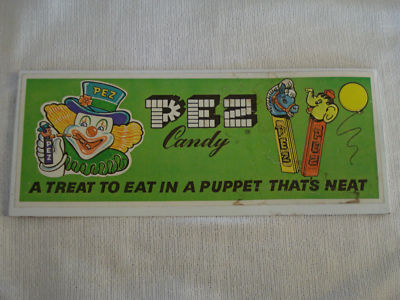 PEZ
PEZ
Candy
PEZ
PEZ
PEZ
A TREAT TO EAT IN A PUPPET THAT'S NEAT